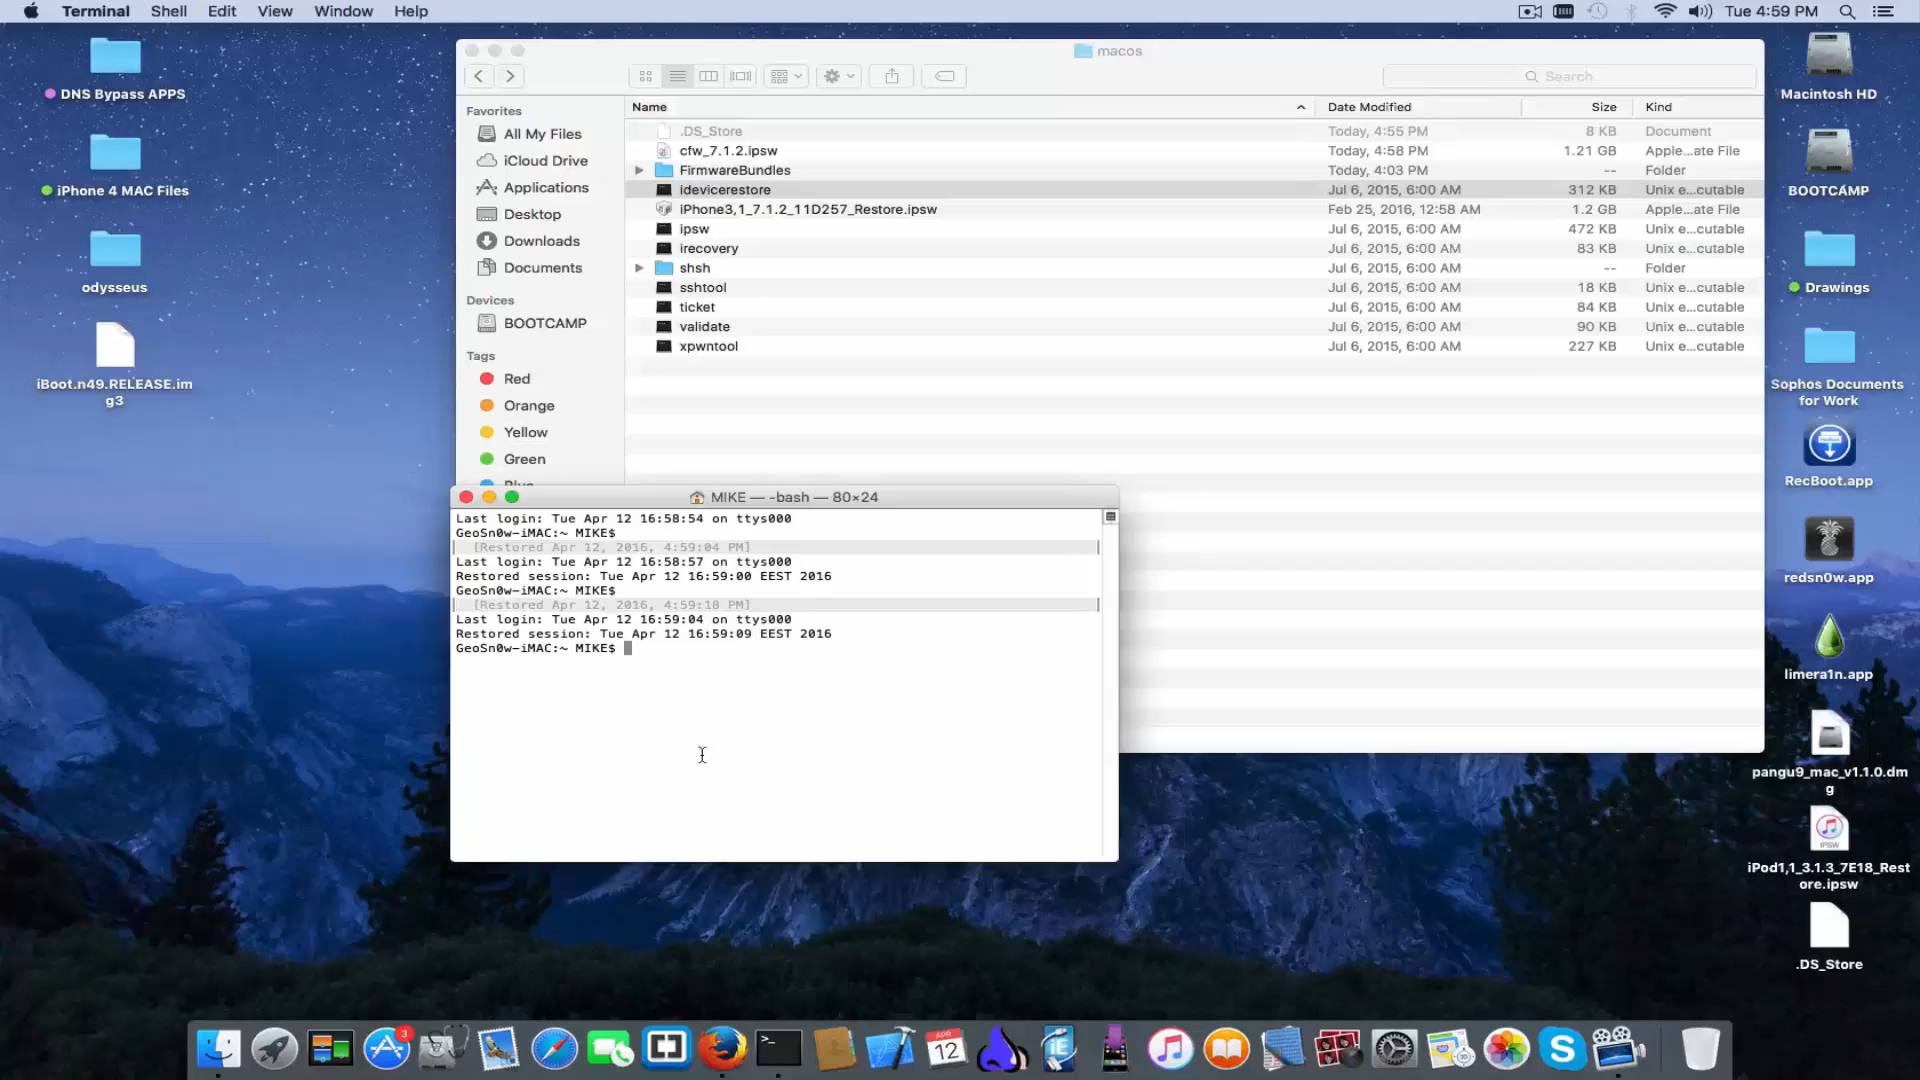 Terminal Shell Edit View Window Help
Tue 4:59 PM
DNS Bypass APPS
iPhone 4 MAC Files
odysseus
iBoot.n49.RELEASE.im
g3
macos
Search
Favorites
All My Files
iCloud Drive
Applications
Desktop
Downloads
Documents
Devices
BOOTCAMP
Tags
Red
Orange
Yellow
Green
Blue
Name Date Modified Size Kind
.DS_Store Today, 4:55 PM 8 KB Document
cfw_7.1.2.ipsw Today, 4:58 PM 1.21 GB Apple...ate File
FirmwareBundles Today, 4:03 PM -- Folder
idevicerestore Jul 6, 2015, 6:00 AM 312 KB Unix e...cutable
iPhone3,1_7.1.2_11D257_Restore.ipsw Feb 25, 2016, 12:58 AM 1.2 GB Apple...ate File
ipsw Jul 6, 2015, 6:00 AM 472 KB Unix e...cutable
irecovery Jul 6, 2015, 6:00 AM 83 KB Unix e...cutable
shsh Jul 6, 2015, 6:00 AM -- Folder
sshtool Jul 6, 2015, 6:00 AM 18 KB Unix e...cutable
ticket Jul 6, 2015, 6:00 AM 84 KB Unix e...cutable
validate Jul 6, 2015, 6:00 AM 90 KB Unix e...cutable
xpwntool Jul 6, 2015, 6:00 AM 227 KB Unix e...cutable
MIKE — -bash — 80×24
Last login: Tue Apr 12 16:58:54 on ttys000
GeoSn0w-iMAC:~ MIKE$
[Restored Apr 12, 2016, 4:59:04 PM]
Last login: Tue Apr 12 16:58:57 on ttys000
Restored session: Tue Apr 12 16:59:00 EEST 2016
GeoSn0w-iMAC:~ MIKE$
[Restored Apr 12, 2016, 4:59:18 PM]
Last login: Tue Apr 12 16:59:04 on ttys000
Restored session: Tue Apr 12 16:59:09 EEST 2016
GeoSn0w-iMAC:~ MIKE$
Macintosh HD
BOOTCAMP
Drawings
Sophos Documents
for Work
RecBoot.app
redsn0w.app
limera1n.app
pangu9_mac_v1.1.0.dm
g
IPSW
iPod1,1_3.1.3_7E18_Rest
ore.ipsw
.DS_Store
3
>_
APR
12
iE
S